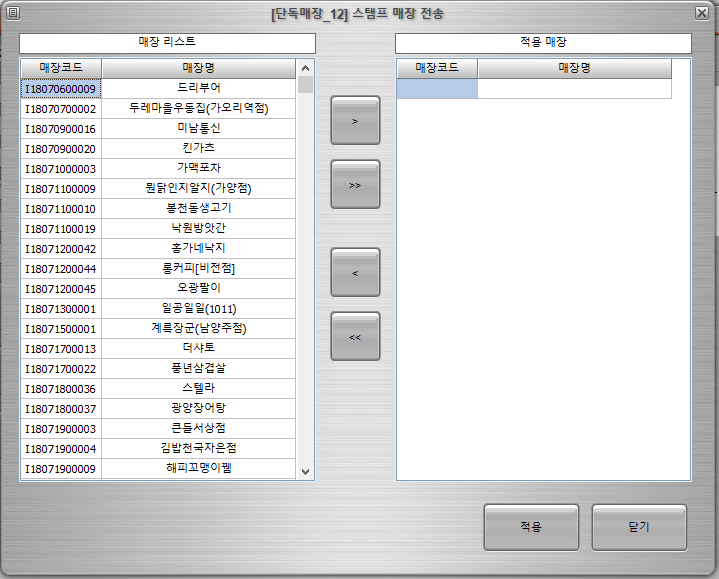 [단독매장_12] 스탬프 매장 전송
매장 리스트
적용 매장
매장코드 매장명
매장코드 매장명
I18070600009 드리부어
I18070700002 두레마을우동집(가오리역점)
I18070900016 미남통신
I18070900020 킨가츠
I18071000003 가맥포차
I18071100009 뭔닭인지알지(가양점)
I18071100010 봉천동생고기
I18071100019 낙원방앗간
I18071200042 홍가네낙지
I18071200044 롱커피[비전점]
I18071200045 오광팔이
I18071300001 일공일일(1011)
I18071500001 계륵장군(남양주점)
I18071700013 더샤토
I18071700022 풍년삼겹살
I18071800036 스텔라
I18071800037 광양장어탕
I18071900003 큰들서상점
I18071900004 김밥천국자은점
I18071900009 해피꼬맹이퀨
>
>>
<
<<
적용
닫기